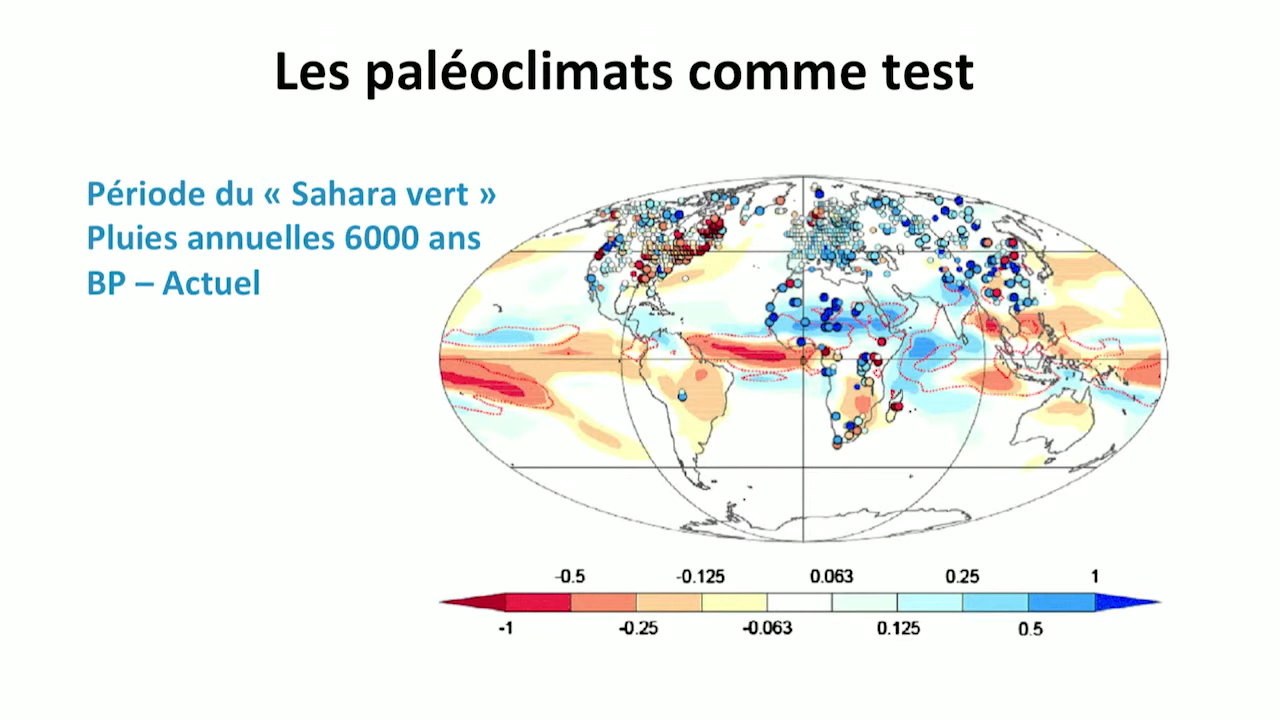 Les paléoclimats comme test
Période du « Sahara vert »
Pluies annuelles 6000 ans
BP – Actuel
-0.5 -0.125 0.063 0.25 1
-1 -0.25 -0.063 0.125 0.5